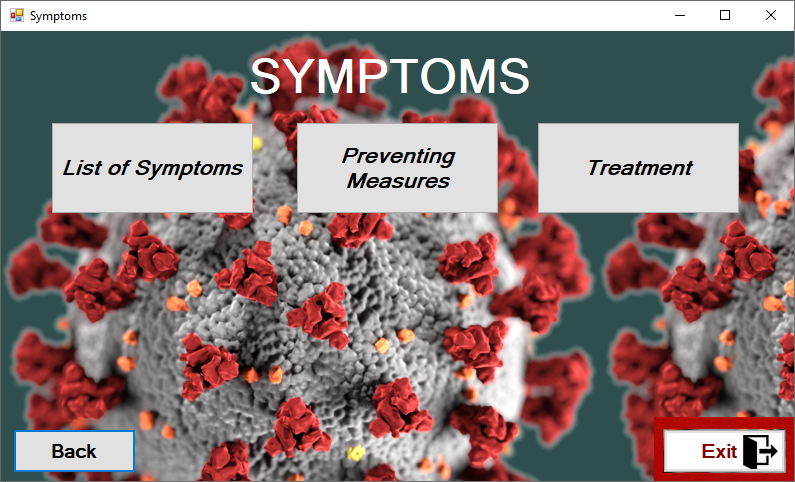 Symptoms
SYMPTOMS
List of Symptoms
Preventing
Measures
Treatment
Back
Exit